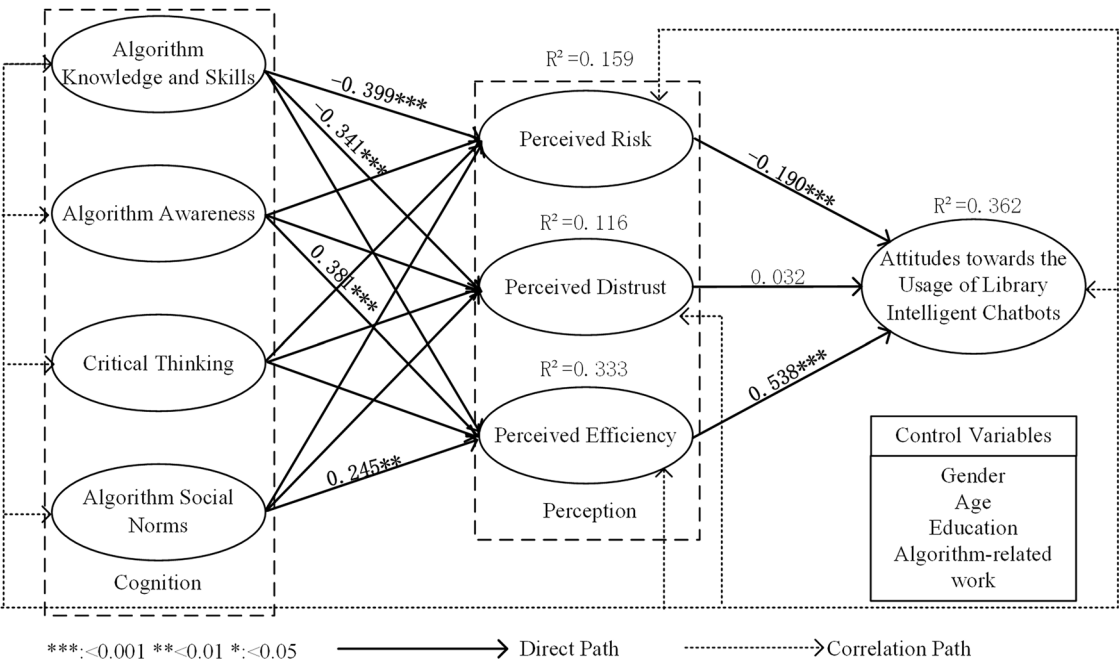 Algorithm
Knowledge and Skills
Algorithm Awareness
Critical Thinking
Algorithm Social
Norms
Cognition
-0.399***
-0.341***
0.381***
0.245**
R²=0.159
Perceived Risk
R²=0.116
Perceived Distrust
R²=0.333
Perceived Efficiency
Perception
-0.190***
0.032
0.538***
R²=0.362
Attitudes towards the
Usage of Library
Intelligent Chatbots
Control Variables
Gender
Age
Education
Algorithm-related
work
***:<0.001 **<0.01 *:<0.05
Direct Path
Correlation Path